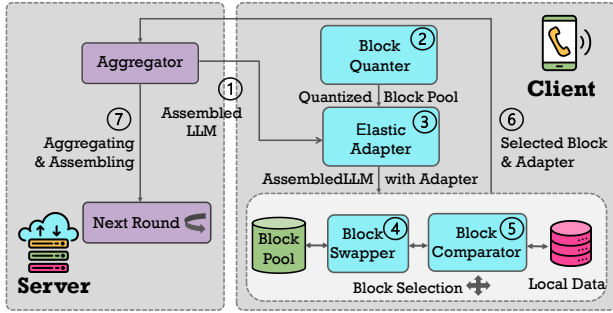 Aggregator
①
Assembled
LLM
⑦
Aggregating
& Assembling
Next Round
Server
②
Block
Quanter
Quantized Block Pool
③
Elastic
Adapter
AssembledLLM with Adapter
Client
⑥
Selected Block
& Adapter
Block
Pool
④
Block
Swapper
⑤
Block
Comparator
Local Data
Block Selection